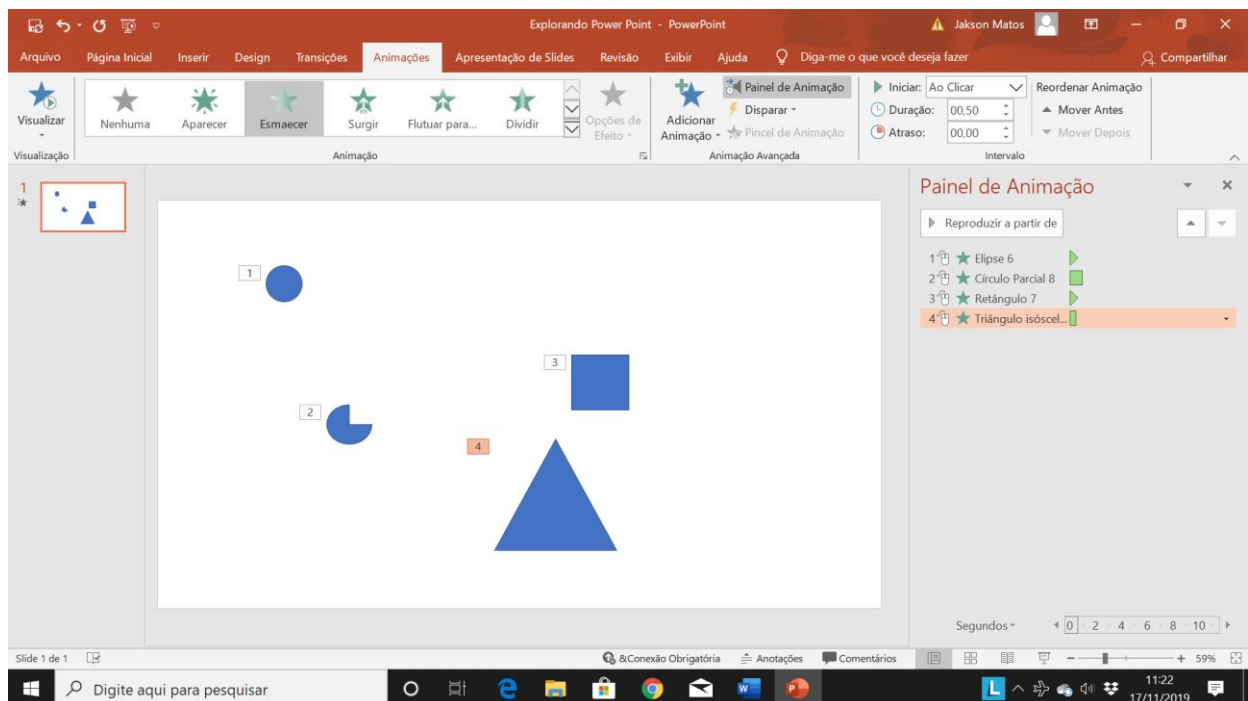 Explorando Power Point - PowerPoint
Jakson Matos
Arquivo Página Inicial Inserir Design Transições Animações Apresentação de Slides Revisão Exibir Ajuda Diga-me o que você deseja fazer Compartilhar
Visualizar
Visualização
Nenhuma Aparecer Esmaecer Surgir Flutuar para... Dividir
Opções de Efeito
Animação
Adicionar Animação
Painel de Animação
Disparar
Pincel de Animação
Animação Avançada
Iniciar: Ao Clicar
Duração: 00,50
Atraso: 00,00
Reordenar Animação
Mover Antes
Mover Depois
Intervalo
1
1
2
3
4
Painel de Animação
Reproduzir a partir de
1 Elipse 6
2 Círculo Parcial 8
3 Retângulo 7
4 Triângulo isóscel...
Segundos 0 2 4 6 8 10
Slide 1 de 1 &Conexão Obrigatória Anotações Comentários 59%
Digite aqui para pesquisar
L
11:22
17/11/2019